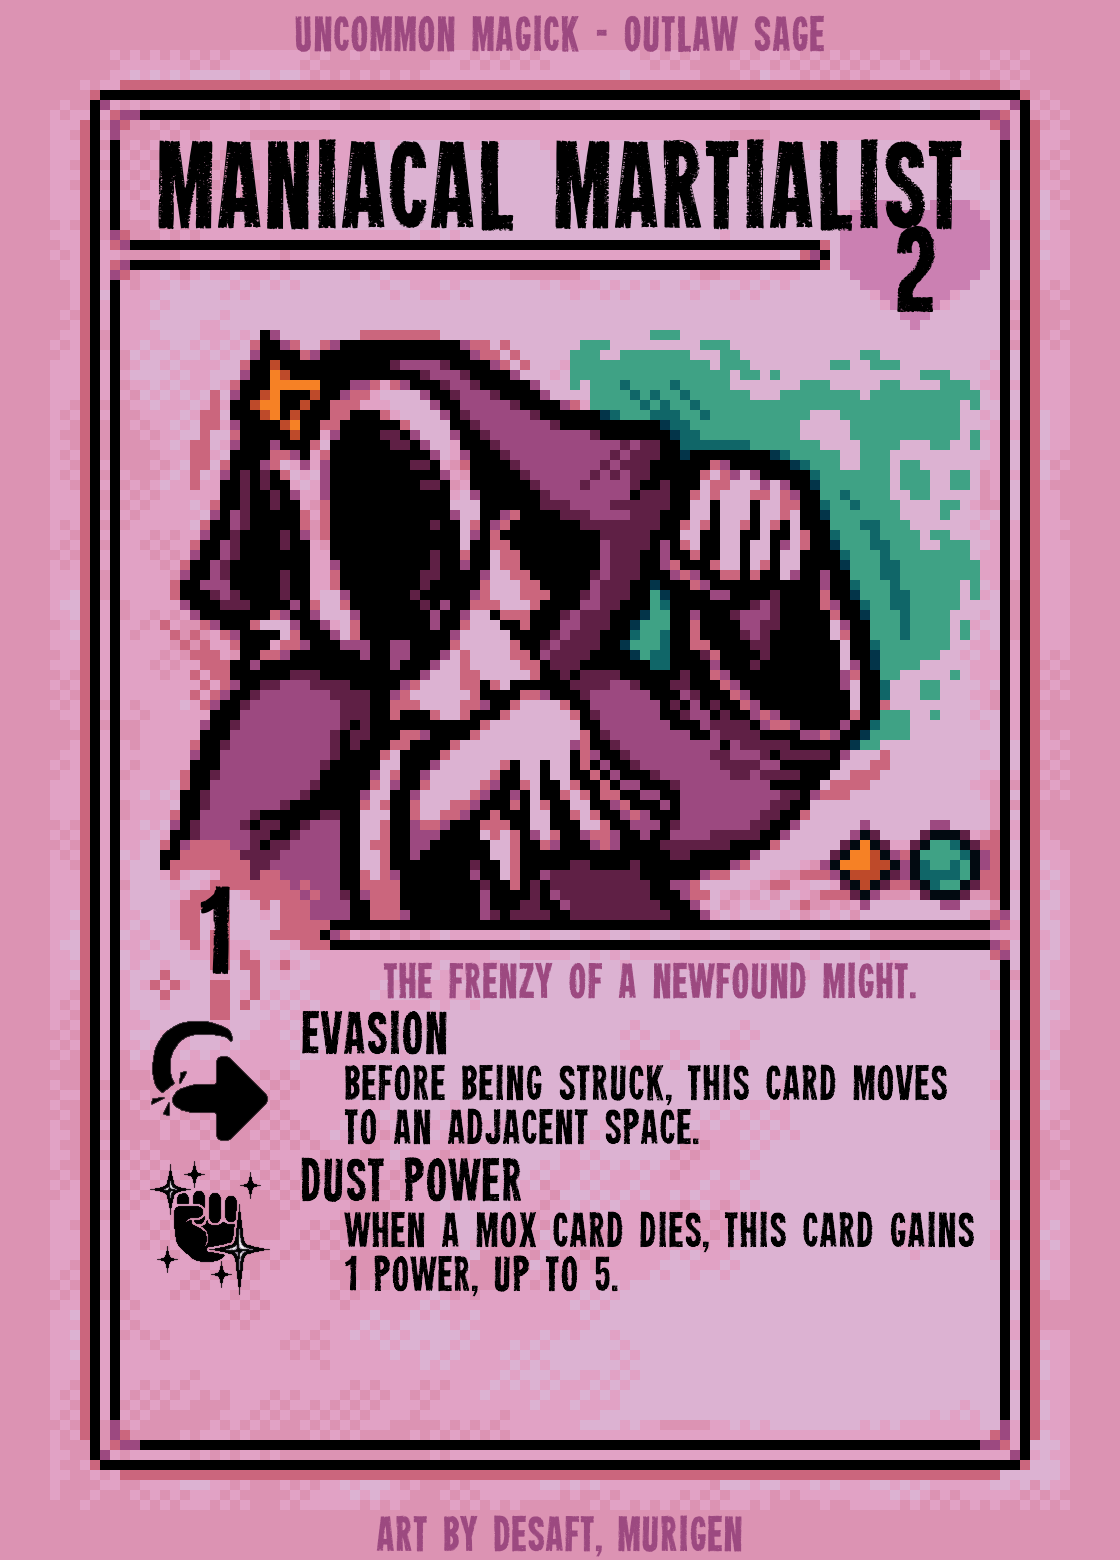 UNCOMMON MAGICK - OUTLAW SAGE
MANIACAL MARTIALIST
2
1
THE FRENZY OF A NEWFOUND MIGHT.
EVASION
BEFORE BEING STRUCK, THIS CARD MOVES
TO AN ADJACENT SPACE.
DUST POWER
WHEN A MOX CARD DIES, THIS CARD GAINS
1 POWER, UP TO 5.
ART BY DESAFT, MURIGEN